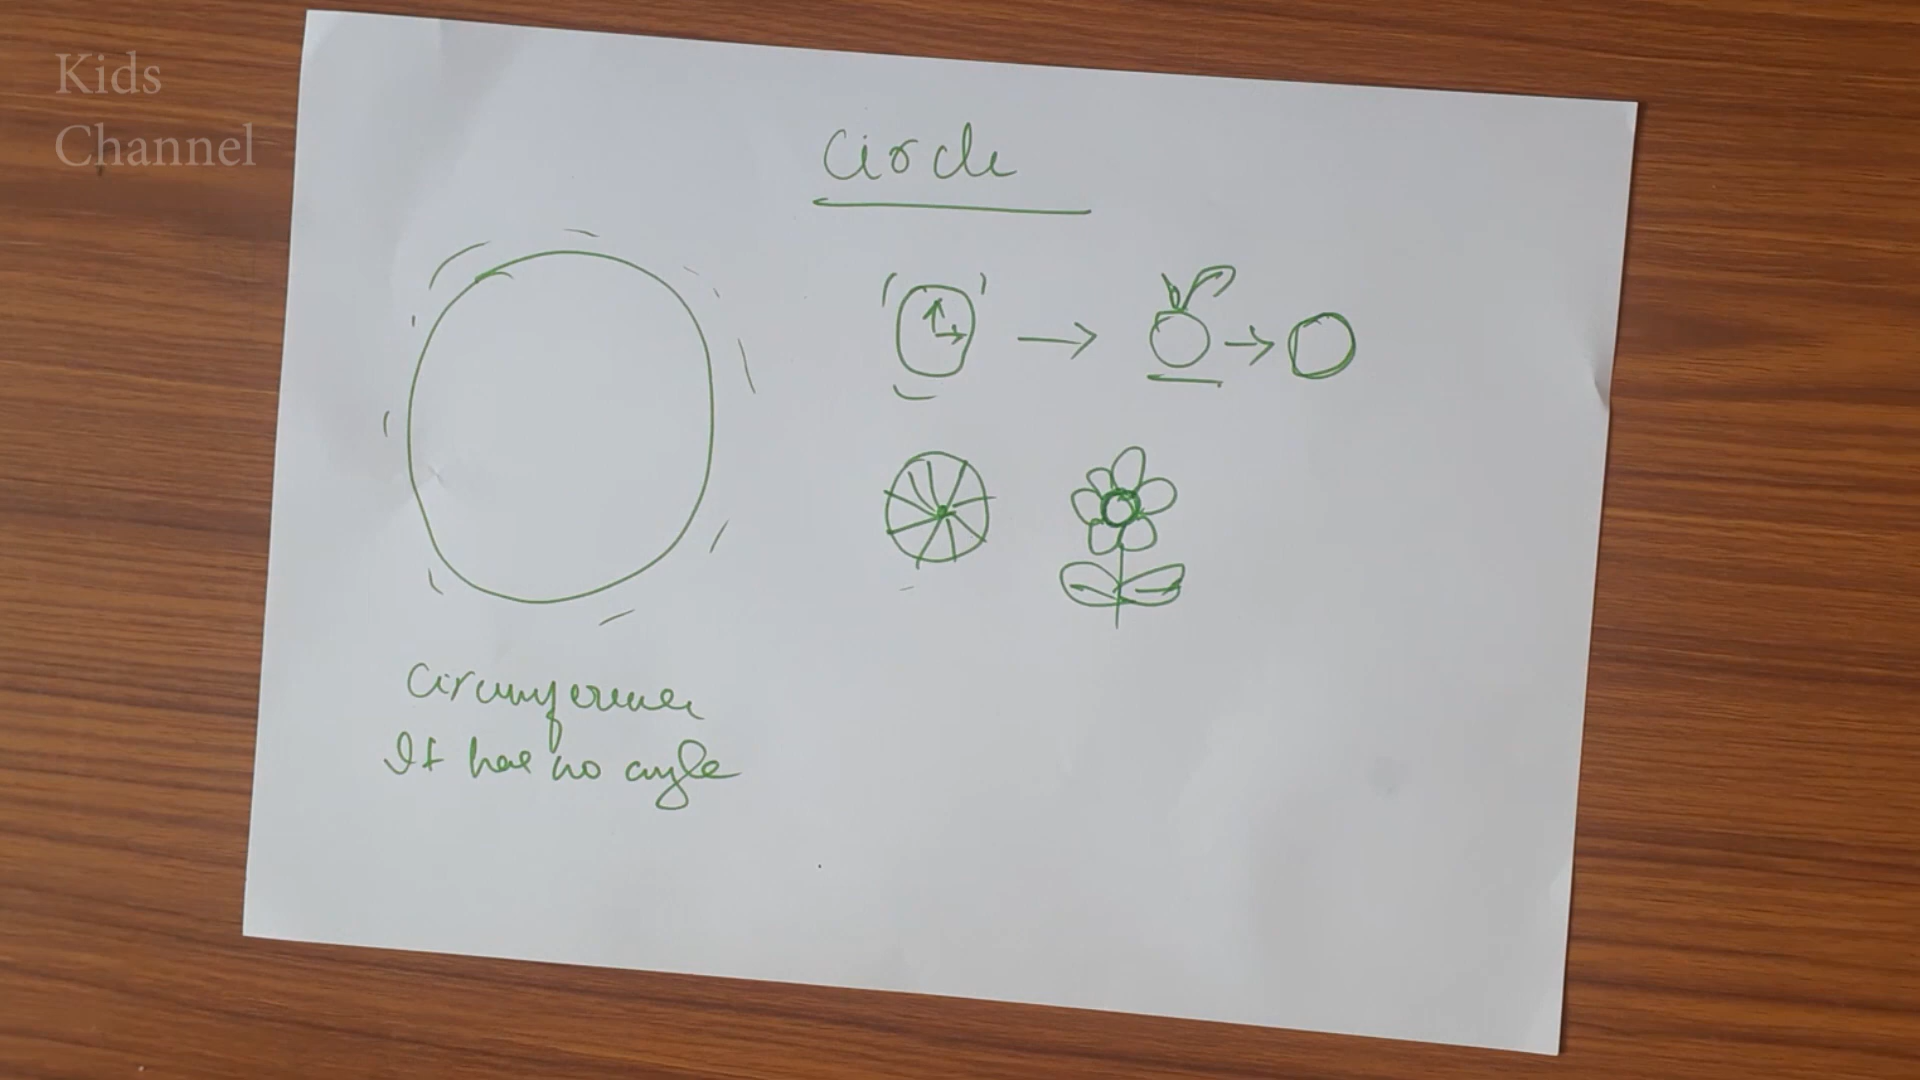 Kids
Channel
Circle
Circumference
It has no angle